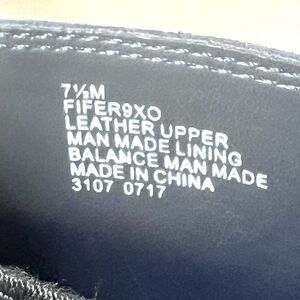 7½M
FIFER9XO
LEATHER UPPER
MAN MADE LINING
BALANCE MAN MADE
MADE IN CHINA
3107 0717